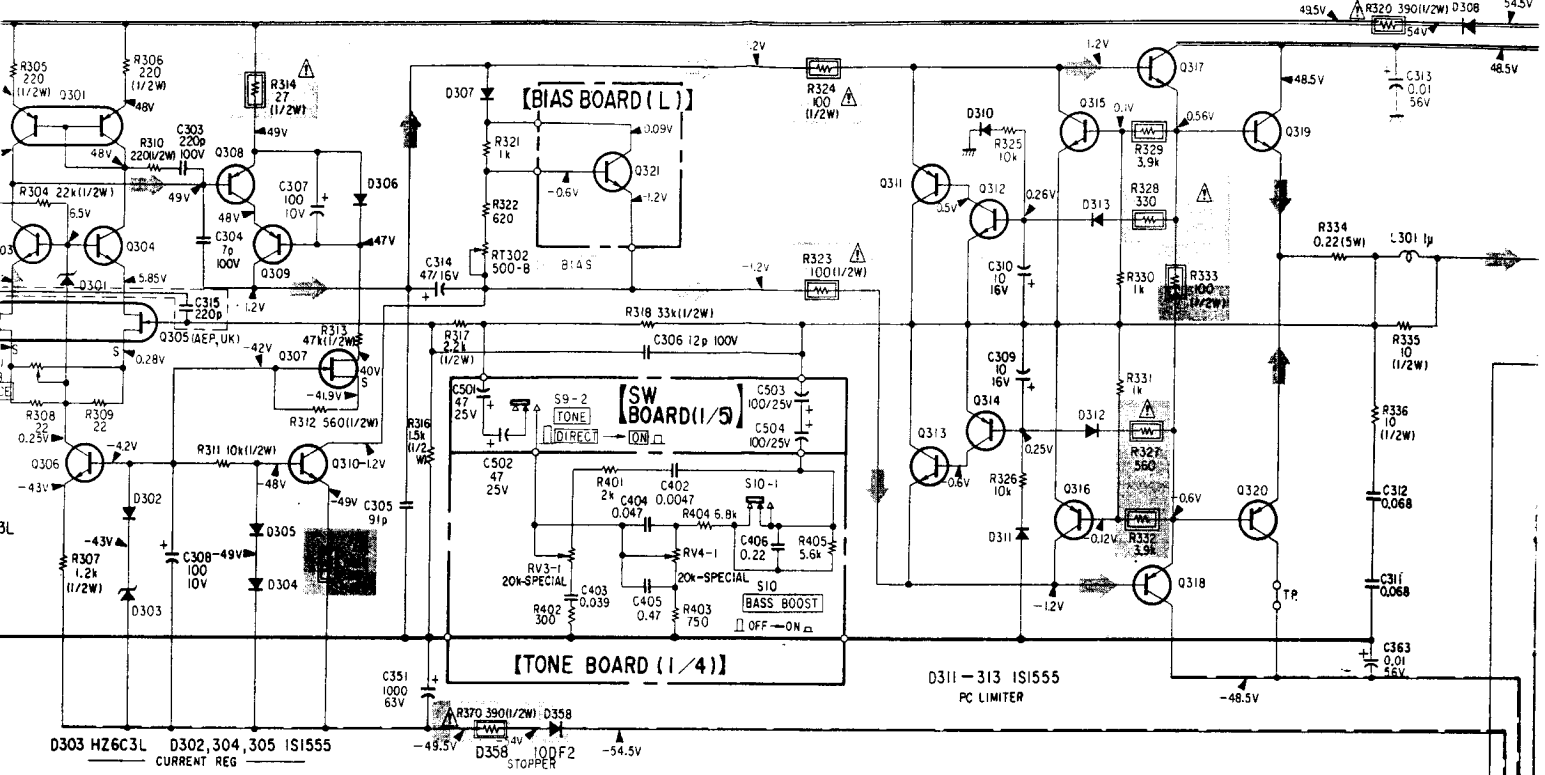 49.5V
R320 390(1/2W) D308
54.5V
54V
R305
220
(1/2W)
R306
220
(1/2W)
Q301
48V
R314
27
(1/2W)
49V
R310
220(1/2W)
C303
220p
100V
Q308
48V
49V
R304 22k(1/2W)
6.5V
Q304
5.85V
D301
48V
C304
7p
100V
Q309
C307
100
10V
D306
47V
1.2V
C315
220p
Q305(AEP,UK)
S
S
0.28V
R308
22
R309
22
0.25V
Q306
-43V
-42V
R311 10k(1/2W)
-48V
Q310
-1.2V
-49V
Q307
-42V
R313
47k(1/2W)
40V
S
-41.9V
R312 560(1/2W)
D302
-43V
D303
R307
1.2k
(1/2W)
C308
100
10V
D305
-49V
D304
D303 HZ6C3L D302,304,305 1S1555
CURRENT REG
D307
【BIAS BOARD(L)】
R321
1k
0.09V
Q321
-0.6V
-1.2V
R322
620
RT302
500-B
BIAS
C314
47/16V
R317
2.2k
(1/2W)
R318 33k(1/2W)
C306 12p 100V
R316
1.5k
(1/2W)
C305
91p
C501
47
25V
C502
47
25V
S9-2
TONE
DIRECT → ON
【SW
BOARD(1/5)】
C503
100/25V
C504
100/25V
R401
2k
C402
0.0047
C404
0.047
R404 6.8k
S10-1
C406
0.22
R405
5.6k
RV3-1
20k-SPECIAL
RV4-1
20k-SPECIAL
C403
0.039
R402
300
C405
0.47
R403
750
S10
BASS BOOST
OFF—ON
【TONE BOARD (1/4)】
C351
1000
63V
R370 390(1/2W) D358
-49.5V
-54V
D358 10DF2
STOPPER
-54.5V
1.2V
R324
100
(1/2W)
-1.2V
R323
100(1/2W)
D310
R325
10k
Q311
Q312
0.5V
0.26V
C310
10
16V
C309
10
16V
Q314
Q313
-0.6V
0.25V
R326
10k
D311
D312
D313
1.2V
Q317
Q315
0.1V
0.56V
R329
3.9k
R328
330
R330
1k
R333
100
(1/2W)
R331
1k
R327
560
Q316
-0.12V
-0.6V
R332
3.9k
Q318
-1.2V
Q319
48.5V
C313
0.01
56V
48.5V
R334
0.22(5W)
L301 1μ
R335
10
(1/2W)
R336
10
(1/2W)
Q320
C312
0.068
C311
0.068
TP
C363
0.01
56V
-48.5V
D311—313 1S1555
PC LIMITER